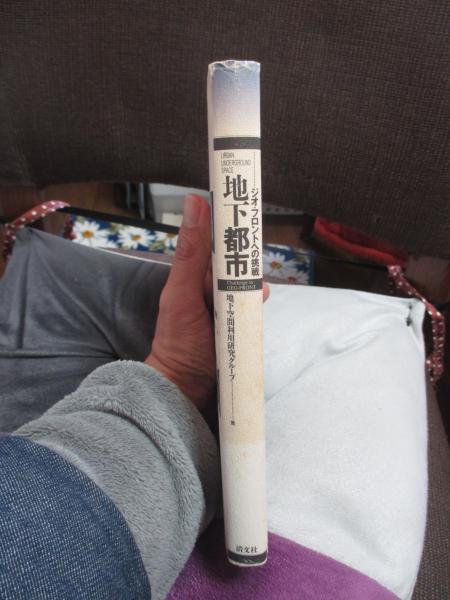 URBAN
UNDERGROUND
SPACE
地下都市
ジオ・フロントへの挑戦
Challenge to
GEO-FRONT
地下空間利用研究グループ
清文社